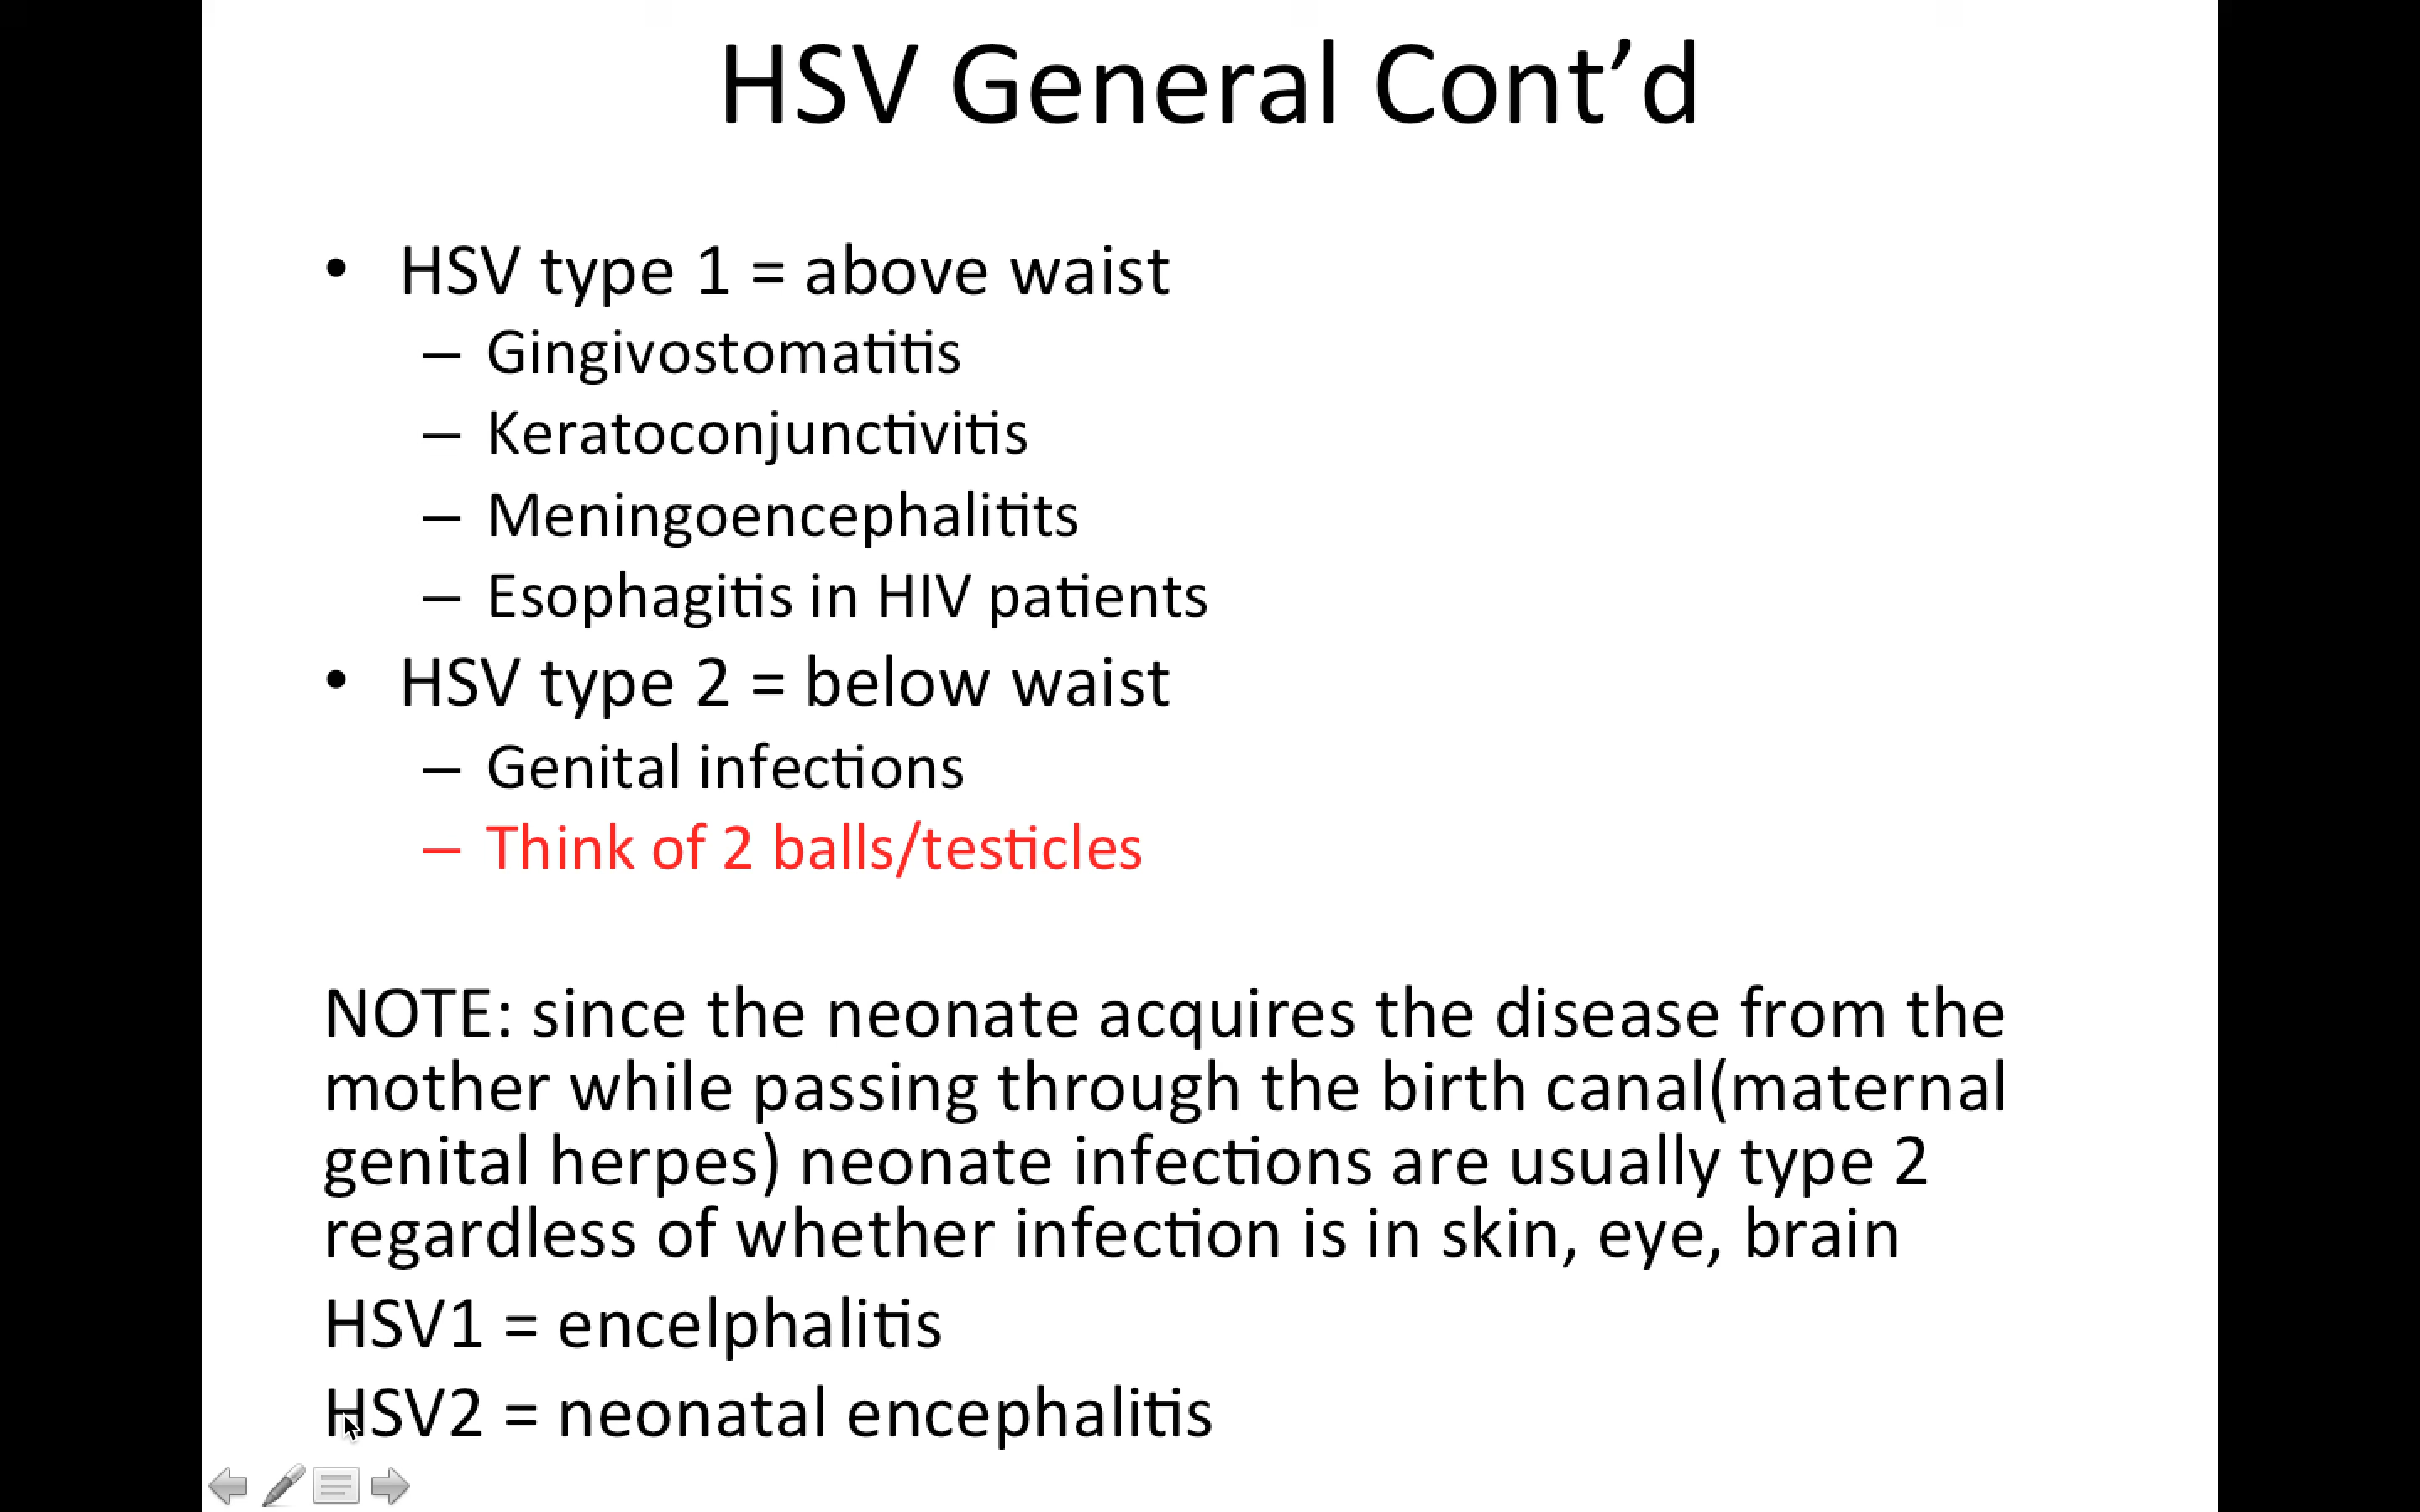 HSV General Cont’d
• HSV type 1 = above waist
– Gingivostomatitis
– Keratoconjunctivitis
– Meningoencephalitits
– Esophagitis in HIV patients
• HSV type 2 = below waist
– Genital infections
– Think of 2 balls/testicles
NOTE: since the neonate acquires the disease from the
mother while passing through the birth canal(maternal
genital herpes) neonate infections are usually type 2
regardless of whether infection is in skin, eye, brain
HSV1 = encelphalitis
HSV2 = neonatal encephalitis